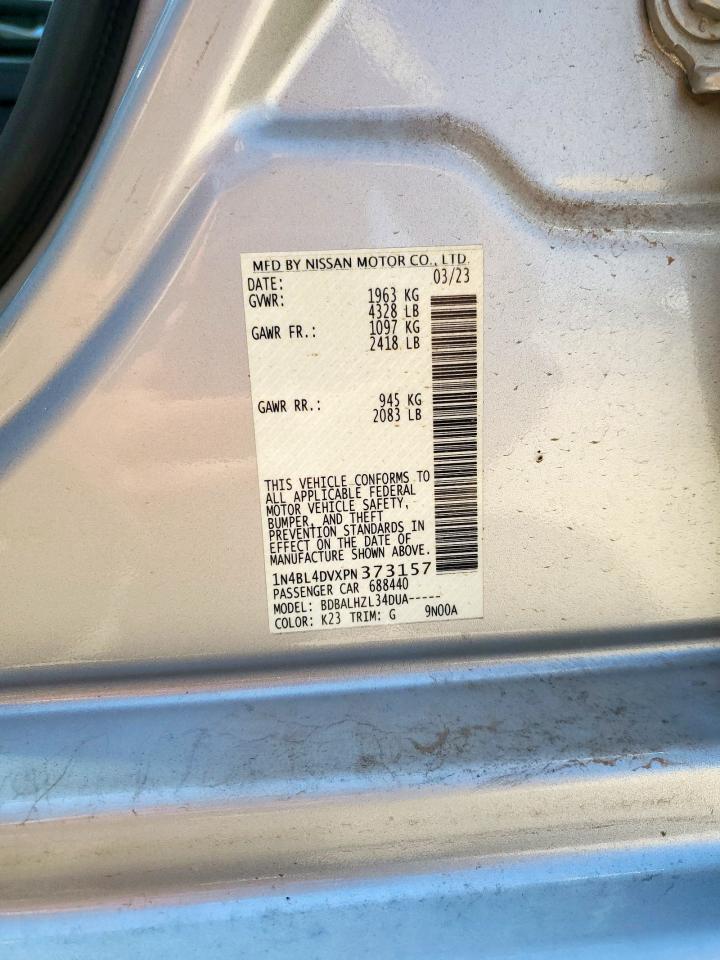 MFD BY NISSAN MOTOR CO., LTD.
DATE: 03/23
GVWR: 1963 KG
4328 LB
GAWR FR.: 1097 KG
2418 LB
GAWR RR.: 945 KG
2083 LB
THIS VEHICLE CONFORMS TO
ALL APPLICABLE FEDERAL
MOTOR VEHICLE SAFETY,
BUMPER, AND THEFT
PREVENTION STANDARDS IN
EFFECT ON THE DATE OF
MANUFACTURE SHOWN ABOVE.
1N4BL4DVXPN373157
PASSENGER CAR 688440
MODEL: BDBALHZL34DUA-----
COLOR: K23 TRIM: G 9N00A